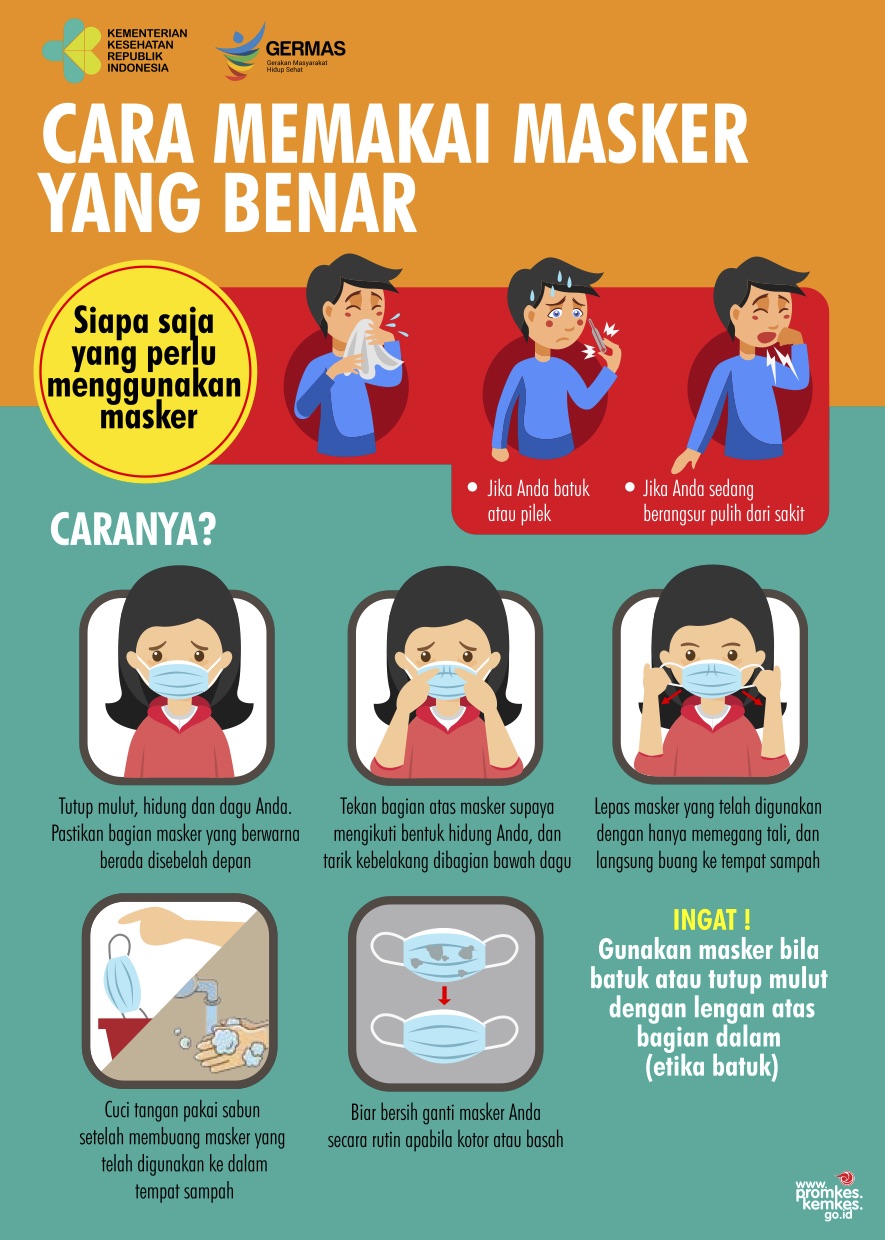 KEMENTERIAN
KESEHATAN
REPUBLIK
INDONESIA
GERMAS
Gerakan Masyarakat
Hidup Sehat
CARA MEMAKAI MASKER
YANG BENAR
Siapa saja
yang perlu
menggunakan
masker
• Jika Anda batuk
atau pilek
• Jika Anda sedang
berangsur pulih dari sakit
CARANYA?
Tutup mulut, hidung dan dagu Anda.
Pastikan bagian masker yang berwarna
berada disebelah depan
Tekan bagian atas masker supaya
mengikuti bentuk hidung Anda, dan
tarik kebelakang dibagian bawah dagu
Lepas masker yang telah digunakan
dengan hanya memegang tali, dan
langsung buang ke tempat sampah
Cuci tangan pakai sabun
setelah membuang masker yang
telah digunakan ke dalam
tempat sampah
Biar bersih ganti masker Anda
secara rutin apabila kotor atau basah
INGAT !
Gunakan masker bila
batuk atau tutup mulut
dengan lengan atas
bagian dalam
(etika batuk)
www.
promkes.
kemkes.
go.id